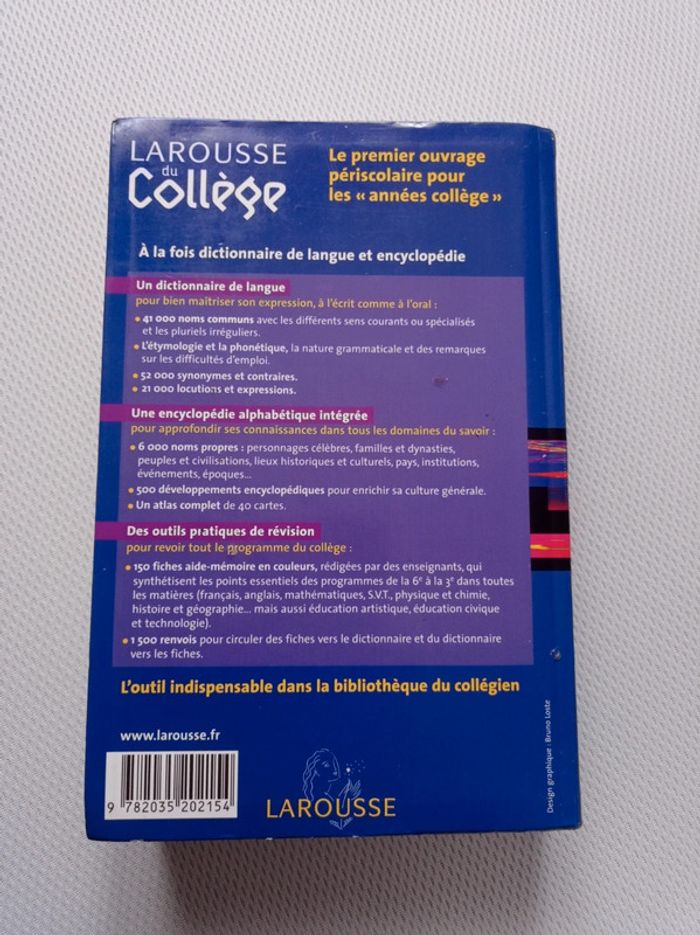 LAROUSSE
du
Collège
Le premier ouvrage
périscolaire pour
les « années collège »
À la fois dictionnaire de langue et encyclopédie
Un dictionnaire de langue
pour bien maîtriser son expression, à l'écrit comme à l'oral :
• 41 000 noms communs avec les différents sens courants ou spécialisés
et les pluriels irréguliers.
• L'étymologie et la phonétique, la nature grammaticale et des remarques
sur les difficultés d'emploi.
• 52 000 synonymes et contraires.
• 21 000 locutions et expressions.
Une encyclopédie alphabétique intégrée
pour approfondir ses connaissances dans tous les domaines du savoir :
• 6 000 noms propres : personnages célèbres, familles et dynasties,
peuples et civilisations, lieux historiques et culturels, pays, institutions,
événements, époques...
• 500 développements encyclopédiques pour enrichir sa culture générale.
• Un atlas complet de 40 cartes.
Des outils pratiques de révision
pour revoir tout le programme du collège :
• 150 fiches aide-mémoire en couleurs, rédigées par des enseignants, qui
synthétisent les points essentiels des programmes de la 6e à la 3e dans toutes
les matières (français, anglais, mathématiques, S.V.T., physique et chimie,
histoire et géographie... mais aussi éducation artistique, éducation civique
et technologie).
• 1 500 renvois pour circuler des fiches vers le dictionnaire et du dictionnaire
vers les fiches.
L'outil indispensable dans la bibliothèque du collégien
www.larousse.fr
9 782035 202154
LAROUSSE
Design graphique : Bruno Loste